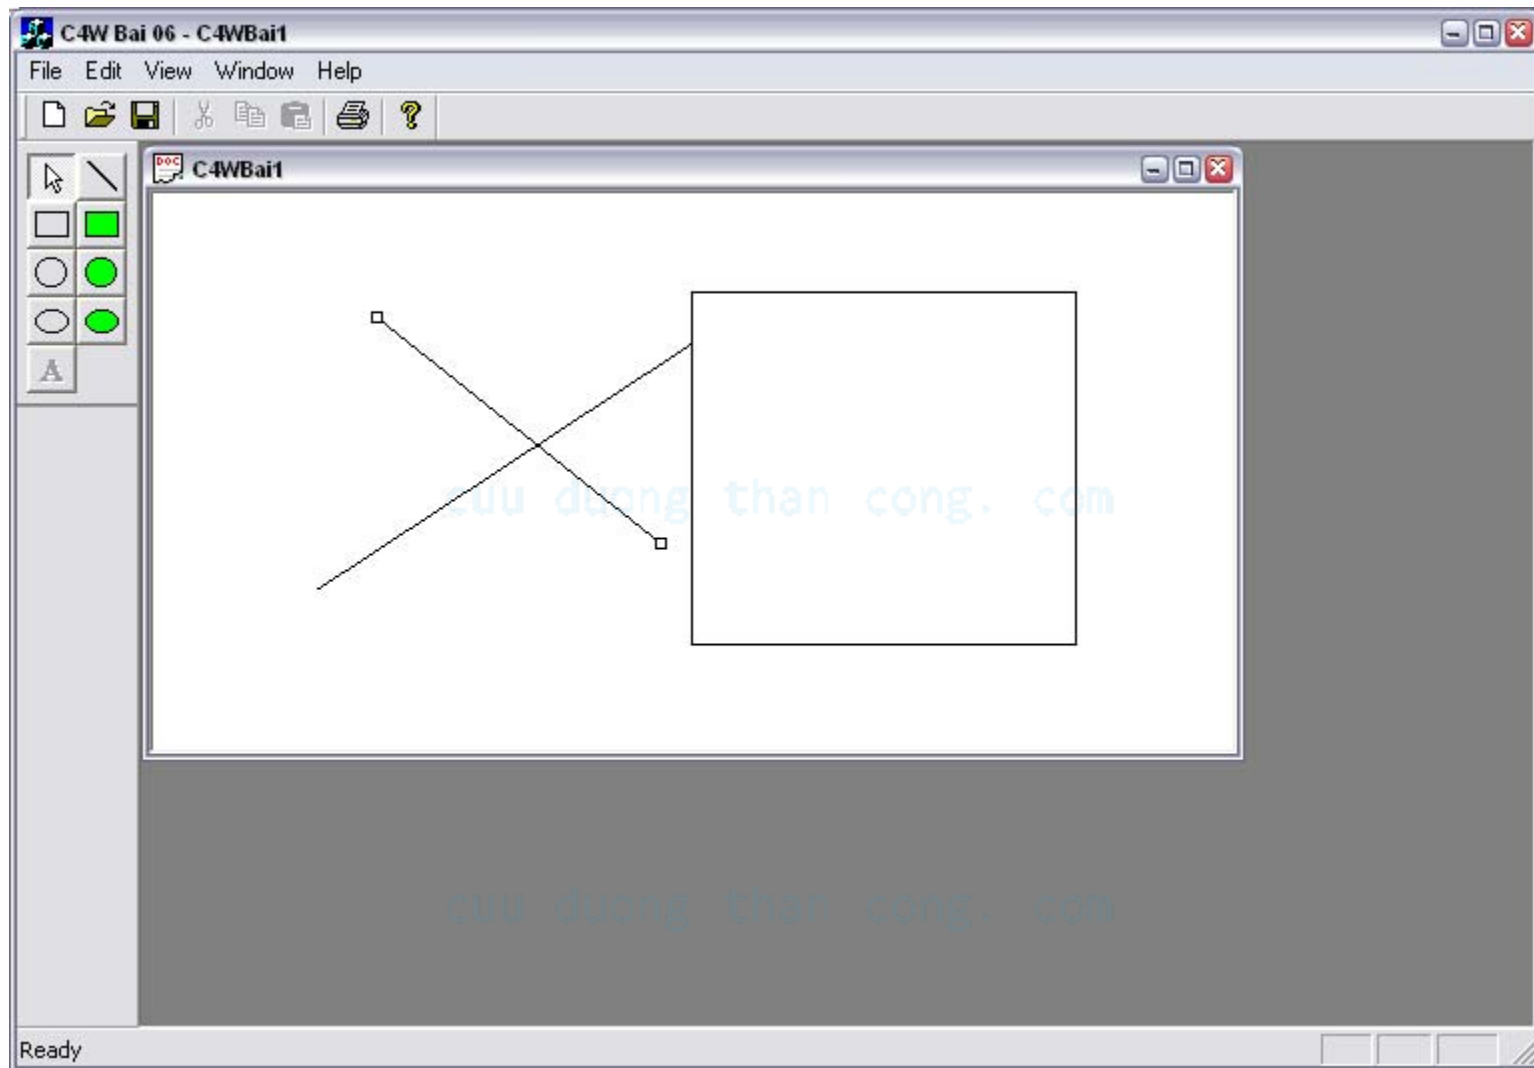 C4W Bai 06 - C4WBai1
File Edit View Window Help
DOC
C4WBai1
A
cuu duong than cong. com
cuu duong than cong. com
Ready